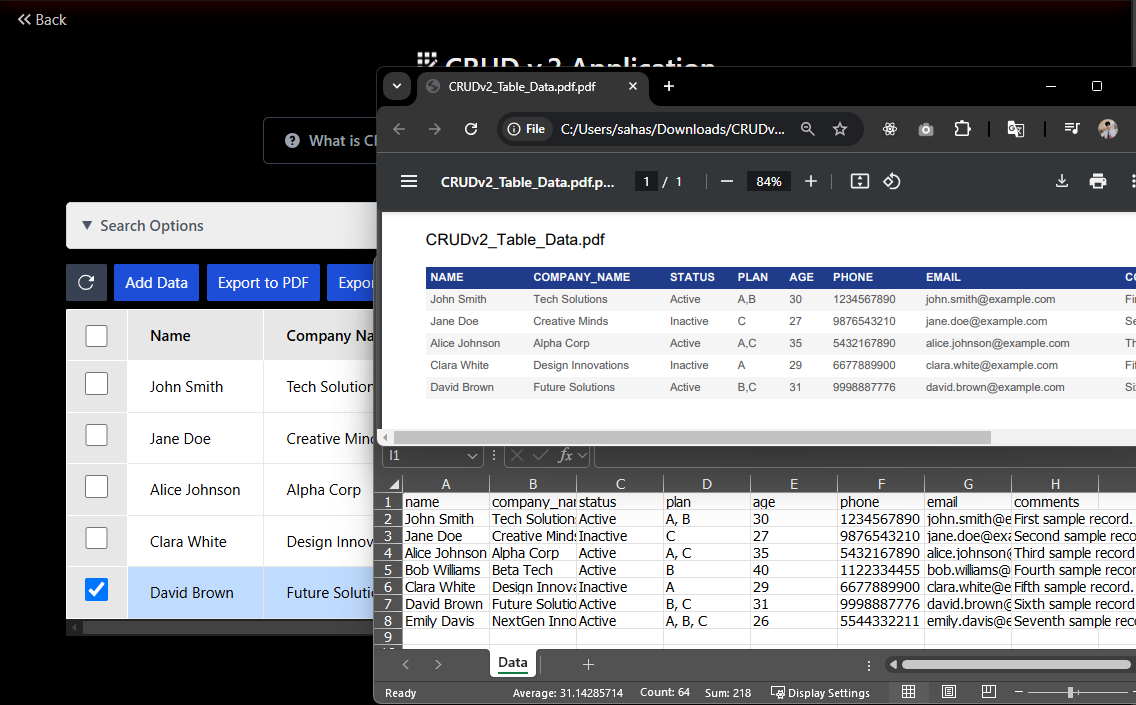 Back
CRUD v.2 Application
What is C
Search Options
Add Data
Export to PDF
Expo
Name
Company Na
John Smith
Tech Solution
Jane Doe
Creative Mind
Alice Johnson
Alpha Corp
Clara White
Design Innov
David Brown
Future Soluti
CRUDv2_Table_Data.pdf.pdf
File
C:/Users/sahas/Downloads/CRUDv...
CRUDv2_Table_Data.pdf.p...
1 / 1
84%
CRUDv2_Table_Data.pdf
NAME COMPANY_NAME STATUS PLAN AGE PHONE EMAIL CO
John Smith Tech Solutions Active A,B 30 1234567890 john.smith@example.com Fi
Jane Doe Creative Minds Inactive C 27 9876543210 jane.doe@example.com Se
Alice Johnson Alpha Corp Active A,C 35 5432167890 alice.johnson@example.com Th
Clara White Design Innovations Inactive A 29 6677889900 clara.white@example.com Fi
David Brown Future Solutions Active B,C 31 9998887776 david.brown@example.com Si
I1
fx
A B C D E F G H
1 name company_nam status plan age phone email comments
2 John Smith Tech Solution Active A, B 30 1234567890 john.smith@e First sample record.
3 Jane Doe Creative Mind Inactive C 27 9876543210 jane.doe@exa Second sample reco
4 Alice Johnson Alpha Corp Active A, C 35 5432167890 alice.johnson@ Third sample record
5 Bob Williams Beta Tech Active B 40 1122334455 bob.williams@ Fourth sample recor
6 Clara White Design Innova Inactive A 29 6677889900 clara.white@e Fifth sample record.
7 David Brown Future Solutio Active B, C 31 9998887776 david.brown@ Sixth sample record
8 Emily Davis NextGen Inno Active A, B, C 26 5544332211 emily.davis@e Seventh sample reco
9
Data
Ready
Average: 31.14285714
Count: 64
Sum: 218
Display Settings